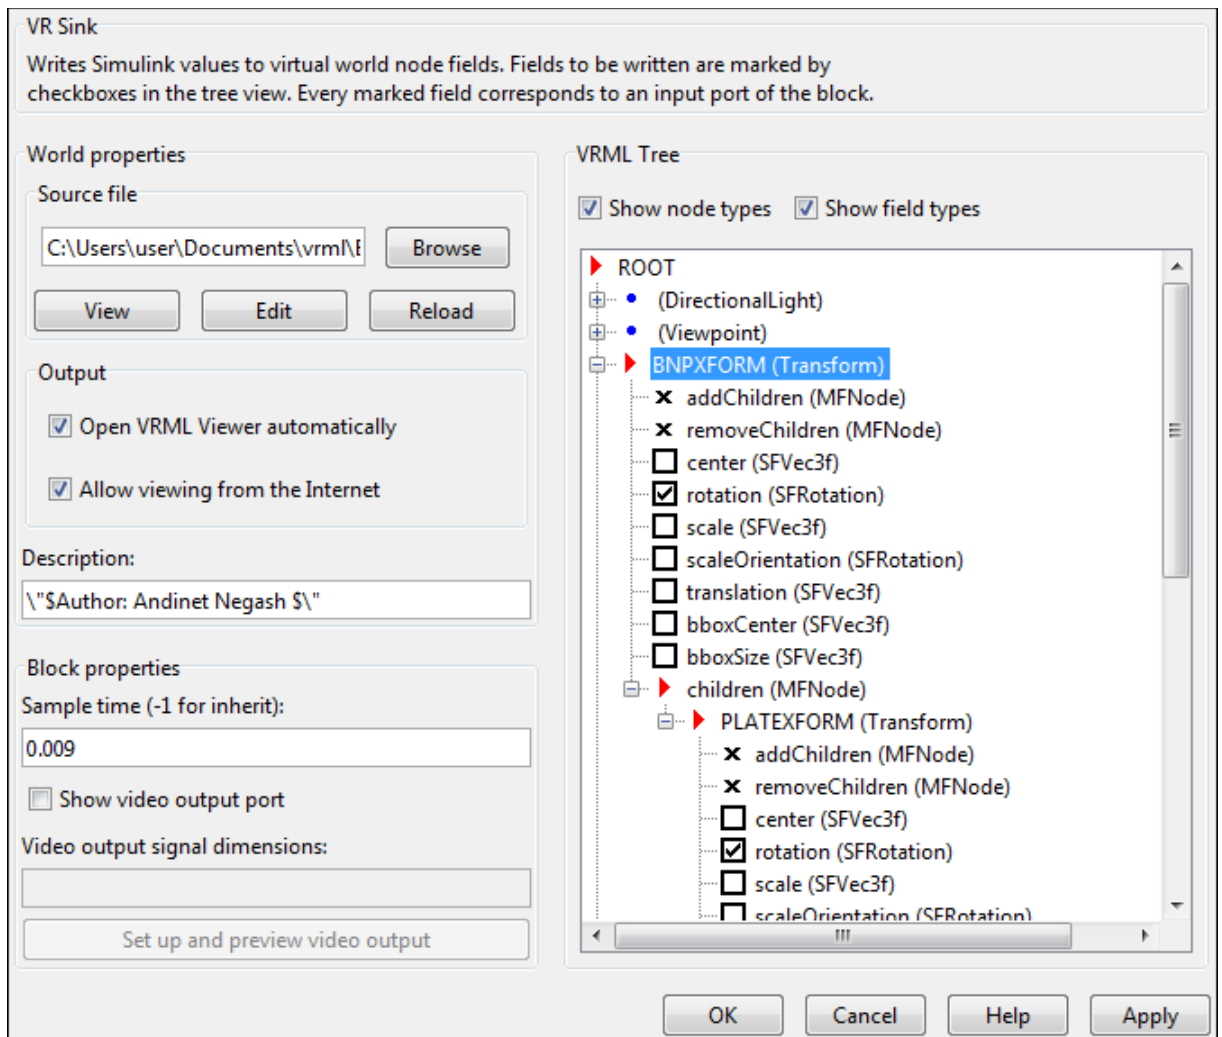 VR Sink
Writes Simulink values to virtual world node fields. Fields to be written are marked by
checkboxes in the tree view. Every marked field corresponds to an input port of the block.
World properties
Source file
C:\Users\user\Documents\vrml\
Browse
View
Edit
Reload
Output
Open VRML Viewer automatically
Allow viewing from the Internet
Description:
\"$Author: Andinet Negash $\"
Block properties
Sample time (-1 for inherit):
0.009
Show video output port
Video output signal dimensions:
Set up and preview video output
VRML Tree
Show node types
Show field types
ROOT
(DirectionalLight)
(Viewpoint)
BNPXFORM (Transform)
addChildren (MFNode)
removeChildren (MFNode)
center (SFVec3f)
rotation (SFRotation)
scale (SFVec3f)
scaleOrientation (SFRotation)
translation (SFVec3f)
bboxCenter (SFVec3f)
bboxSize (SFVec3f)
children (MFNode)
PLATEXFORM (Transform)
addChildren (MFNode)
removeChildren (MFNode)
center (SFVec3f)
rotation (SFRotation)
scale (SFVec3f)
scaleOrientation (SFRotation)
OK
Cancel
Help
Apply